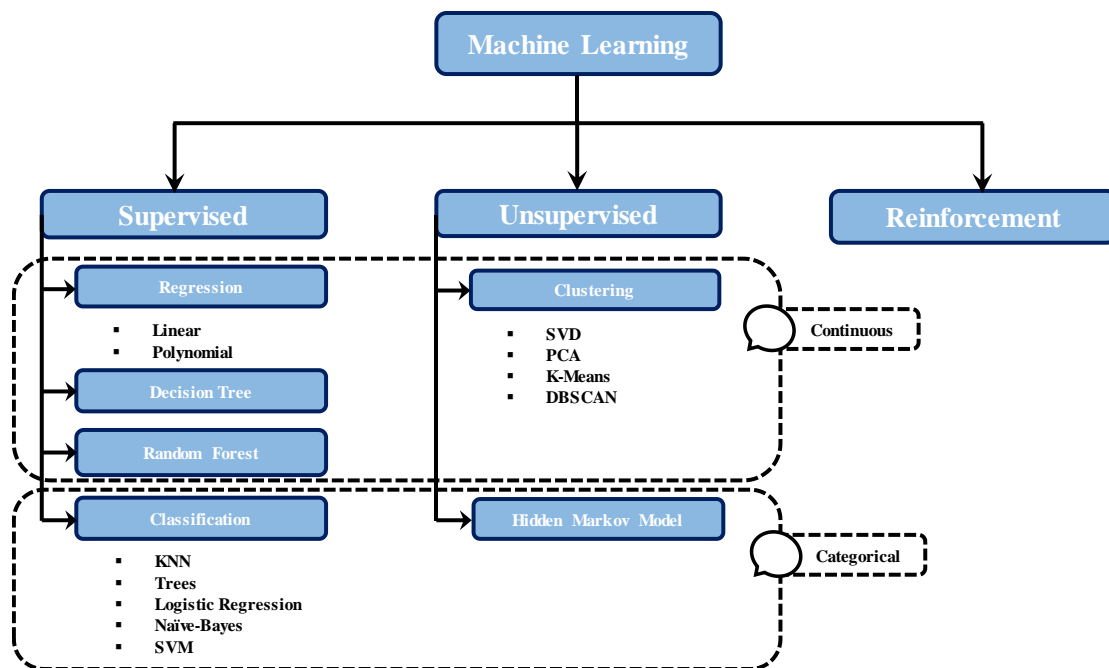 Machine Learning
Supervised
Unsupervised
Reinforcement
Regression
▪ Linear
▪ Polynomial
Decision Tree
Random Forest
Clustering
▪ SVD
▪ PCA
▪ K-Means
▪ DBSCAN
Continuous
Classification
▪ KNN
▪ Trees
▪ Logistic Regression
▪ Naïve-Bayes
▪ SVM
Hidden Markov Model
Categorical